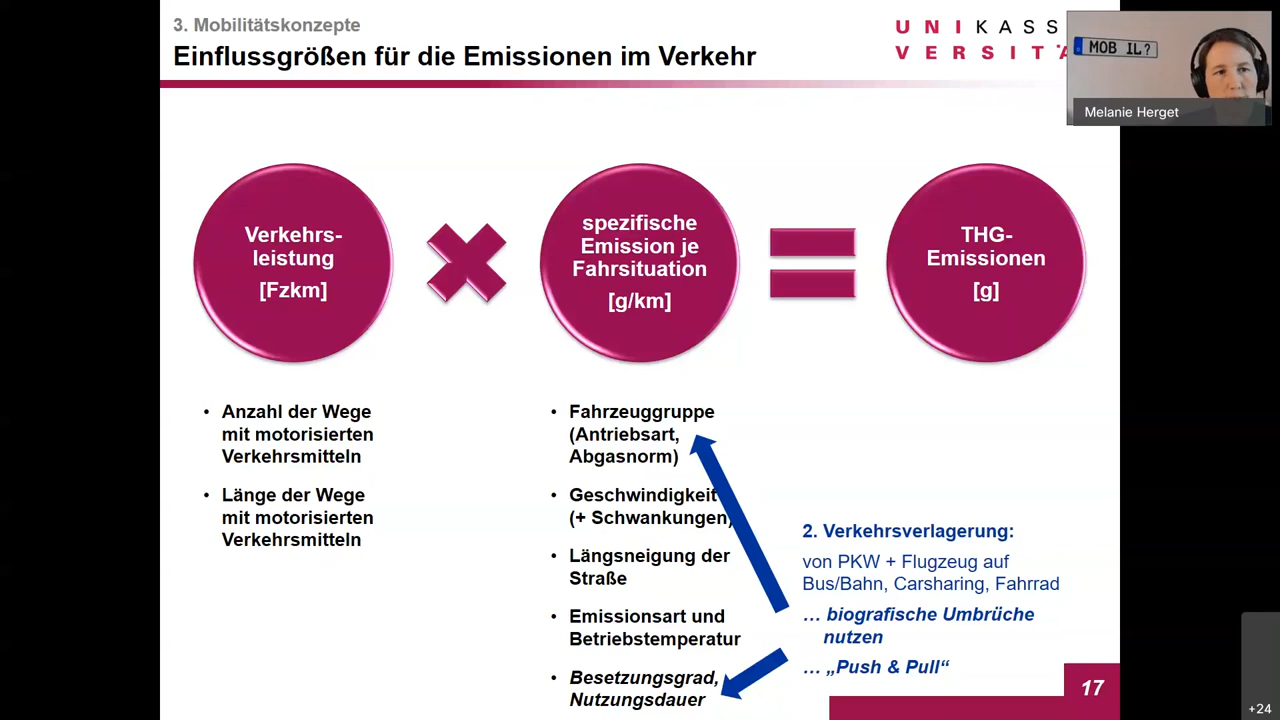 3. Mobilitätskonzepte
Einflussgrößen für die Emissionen im Verkehr
UNIKASS
VERSITÄ
MOB IL?
Melanie Herget
Verkehrs-
leistung
[Fzkm]
spezifische
Emission je
Fahrsituation
[g/km]
THG-
Emissionen
[g]
• Anzahl der Wege
mit motorisierten
Verkehrsmitteln
• Länge der Wege
mit motorisierten
Verkehrsmitteln
• Fahrzeuggruppe
(Antriebsart,
Abgasnorm)
• Geschwindigkeit
(+ Schwankungen)
• Längsneigung der
Straße
• Emissionsart und
Betriebstemperatur
• Besetzungsgrad,
Nutzungsdauer
2. Verkehrsverlagerung:
von PKW + Flugzeug auf
Bus/Bahn, Carsharing, Fahrrad
… biografische Umbrüche
nutzen
… „Push & Pull“
17
+24